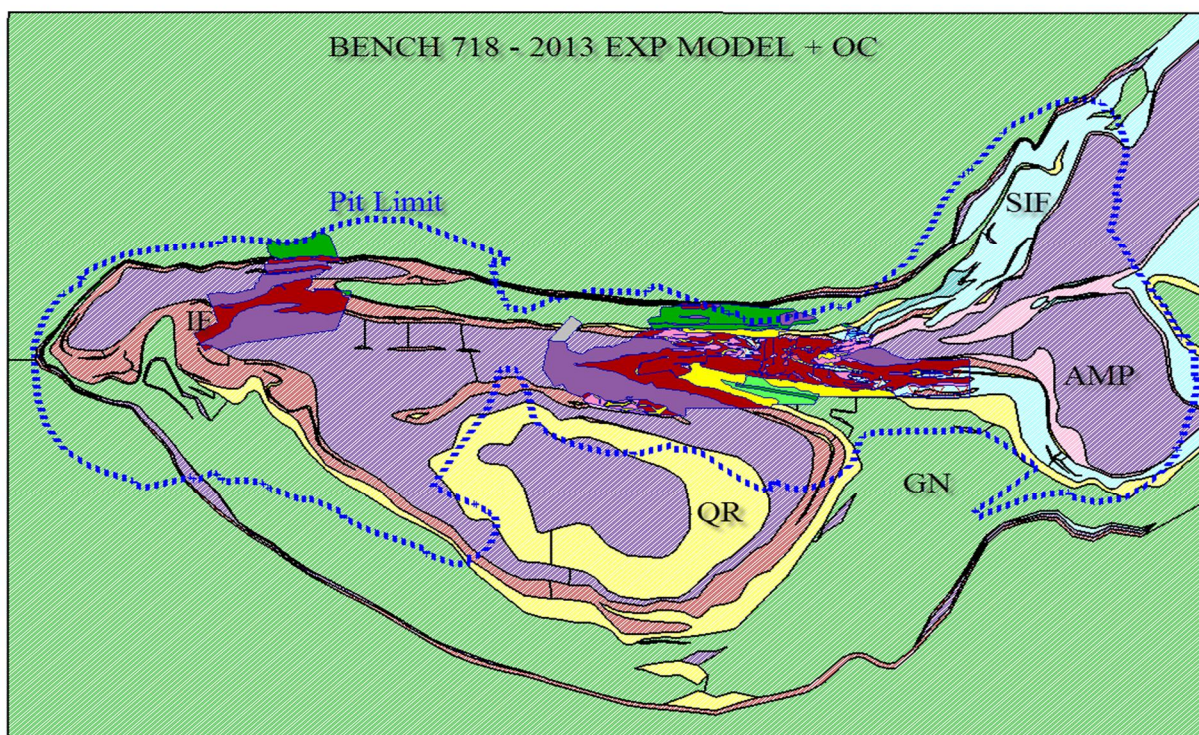 BENCH 718 - 2013 EXP MODEL + OC
Pit Limit
SIF
IF
AMP
GN
QR